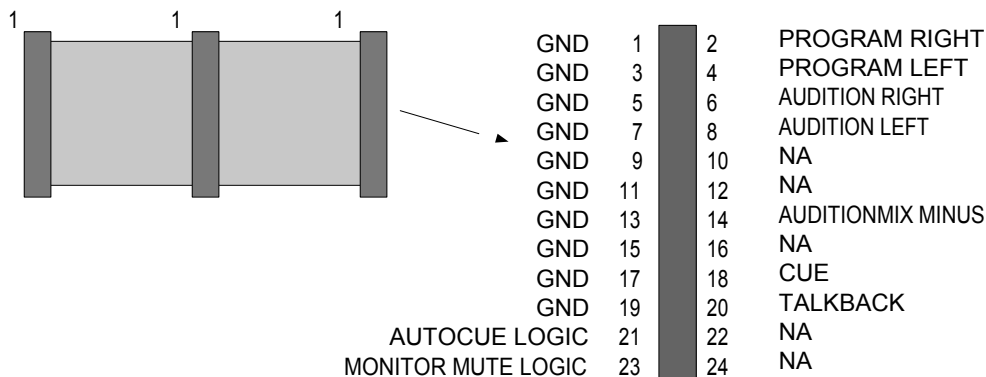 1 1 1
GND 1 2 PROGRAM RIGHT
GND 3 4 PROGRAM LEFT
GND 5 6 AUDITION RIGHT
GND 7 8 AUDITION LEFT
GND 9 10 NA
GND 11 12 NA
GND 13 14 AUDITIONMIX MINUS
GND 15 16 NA
GND 17 18 CUE
GND 19 20 TALKBACK
AUTOCUE LOGIC 21 22 NA
MONITOR MUTE LOGIC 23 24 NA